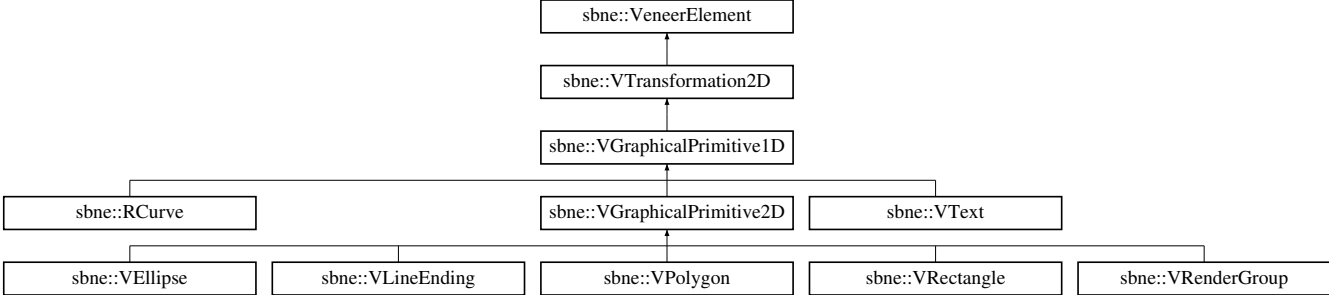 sbne::VeneerElement
sbne::VTransformation2D
sbne::VGraphicalPrimitive1D
sbne::RCurve
sbne::VGraphicalPrimitive2D
sbne::VText
sbne::VEllipse
sbne::VLineEnding
sbne::VPolygon
sbne::VRectangle
sbne::VRenderGroup